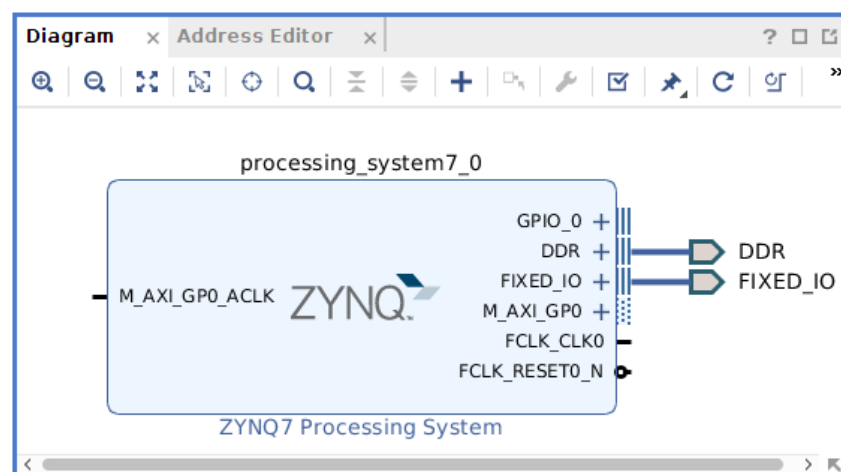 Diagram × Address Editor × ?
»
processing_system7_0
GPIO_0
DDR
FIXED_IO
M_AXI_GP0
FCLK_CLK0
FCLK_RESET0_N
M_AXI_GP0_ACLK
ZYNQ
DDR
FIXED_IO
ZYNQ7 Processing System